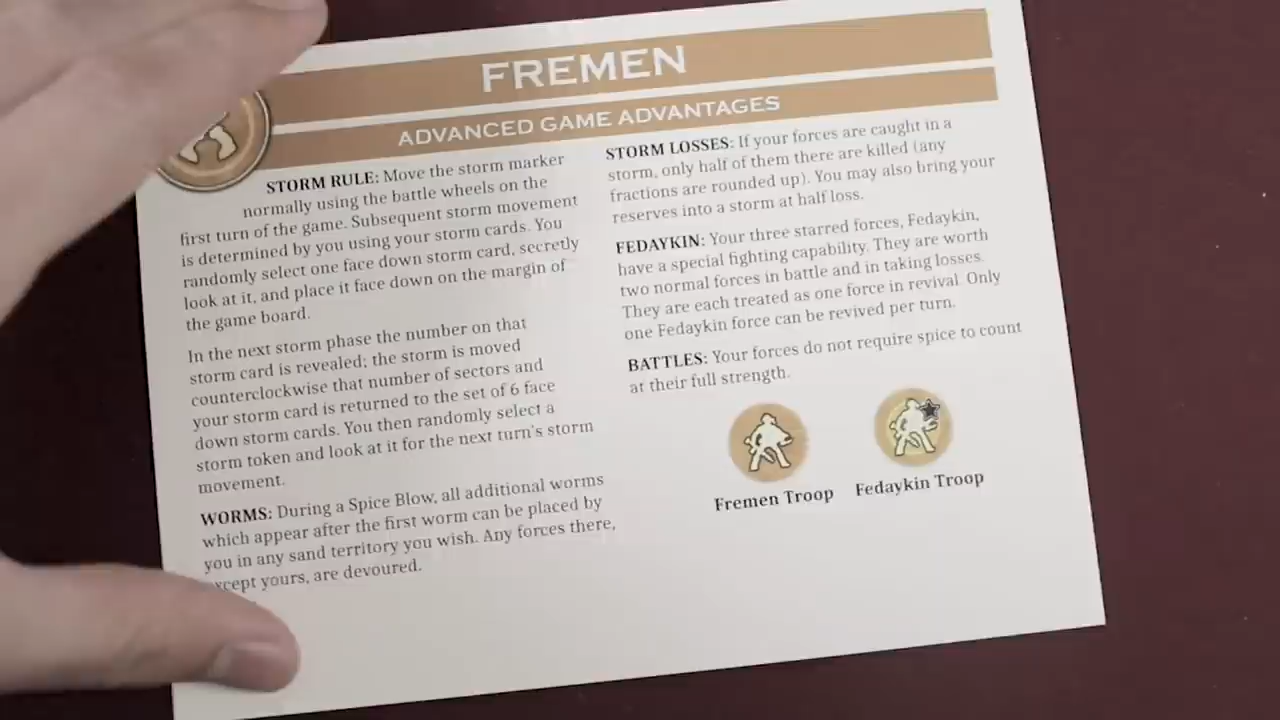 FREMEN
ADVANCED GAME ADVANTAGES
STORM RULE: Move the storm marker
normally using the battle wheels on the
first turn of the game. Subsequent storm movement
is determined by you using your storm cards. You
randomly select one face down storm card, secretly
look at it, and place it face down on the margin of
the game board.
In the next storm phase the number on that
storm card is revealed; the storm is moved
counterclockwise that number of sectors and
your storm card is returned to the set of 6 face
down storm cards. You then randomly select a
storm token and look at it for the next turn's storm
movement.
WORMS: During a Spice Blow, all additional worms
which appear after the first worm can be placed by
you in any sand territory you wish. Any forces there,
except yours, are devoured.
STORM LOSSES: If your forces are caught in a
storm, only half of them there are killed (any
fractions are rounded up). You may also bring your
reserves into a storm at half loss.
FEDAYKIN: Your three starred forces, Fedaykin,
have a special fighting capability. They are worth
two normal forces in battle and in taking losses.
They are each treated as one force in revival. Only
one Fedaykin force can be revived per turn.
BATTLES: Your forces do not require spice to count
at their full strength.
Fremen Troop
Fedaykin Troop